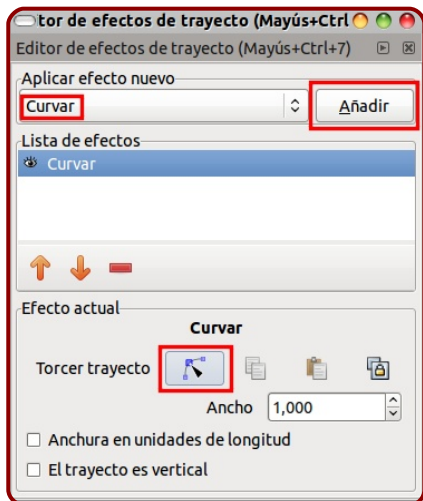 tor de efectos de trayecto (Mayús+Ctrl
Editor de efectos de trayecto (Mayús+Ctrl+7)
Aplicar efecto nuevo
Curvar
Añadir
Lista de efectos
Curvar
Efecto actual
Curvar
Torcer trayecto
Ancho 1,000
Anchura en unidades de longitud
El trayecto es vertical